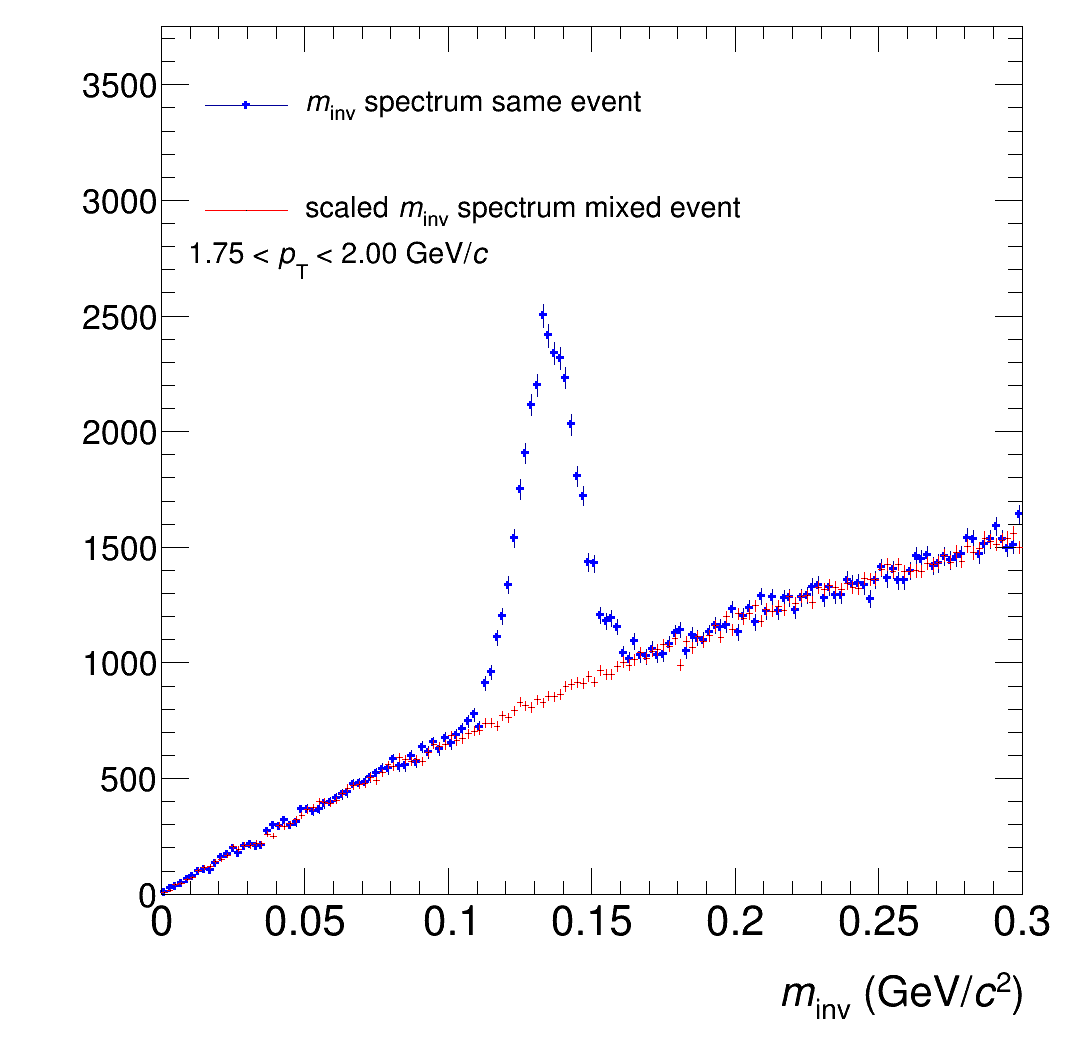 3500
m_inv spectrum same event
3000
scaled m_inv spectrum mixed event
1.75 < p_T < 2.00 GeV/c
2500
2000
1500
1000
500
0
0 0.05 0.1 0.15 0.2 0.25 0.3
m_inv (GeV/c²)